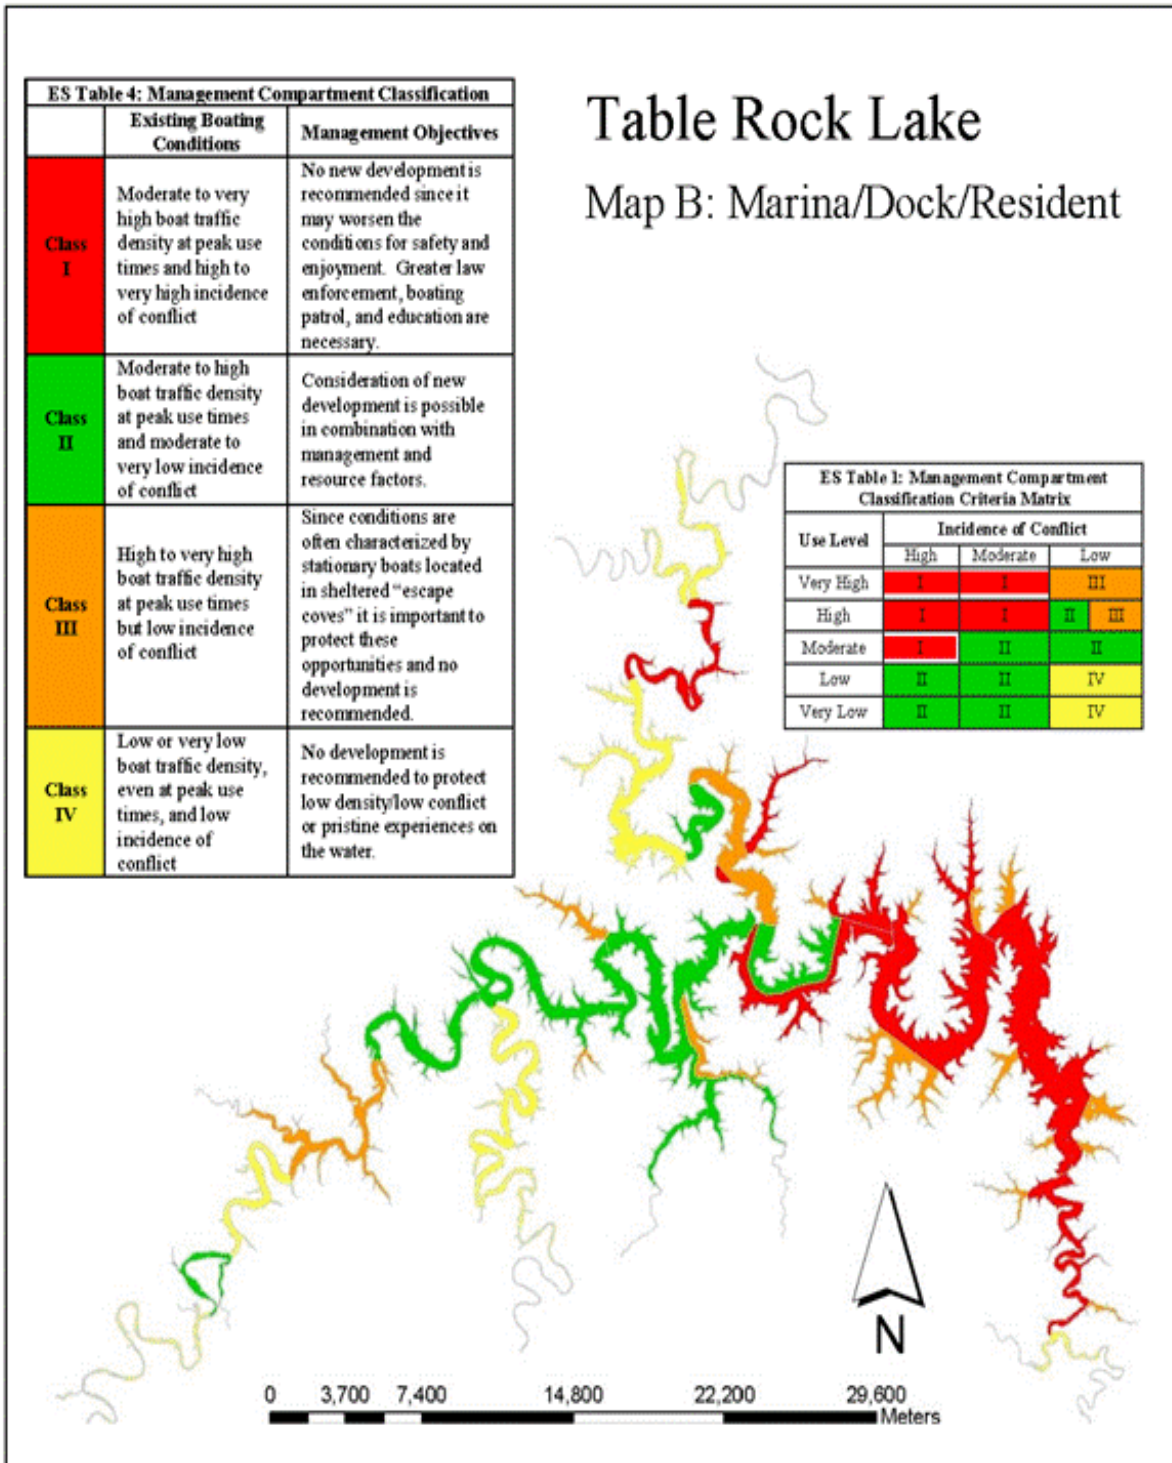 ES Table 4: Management Compartment Classification
Existing Boating
Conditions
Management Objectives
Class
I
Moderate to very
high boat traffic
density at peak use
times and high to
very high incidence
of conflict
No new development is
recommended since it
may worsen the
conditions for safety and
enjoyment. Greater law
enforcement, boating
patrol, and education are
necessary.
Class
II
Moderate to high
boat traffic density
at peak use times
and moderate to
very low incidence
of conflict
Consideration of new
development is possible
in combination with
management and
resource factors.
Class
III
High to very high
boat traffic density
at peak use times
but low incidence
of conflict
Since conditions are
often characterized by
stationary boats located
in sheltered “escape
coves” it is important to
protect these
opportunities and no
development is
recommended.
Class
IV
Low or very low
boat traffic density,
even at peak use
times, and low
incidence of
conflict
No development is
recommended to protect
low density/low conflict
or pristine experiences on
the water.
Table Rock Lake
Map B: Marina/Dock/Resident
ES Table 1: Management Compartment
Classification Criteria Matrix
Use Level
Incidence of Conflict
High Moderate Low
Very High I I III
High I I II III
Moderate I II II
Low II II IV
Very Low II II IV
N
0 3,700 7,400 14,800 22,200 29,600
Meters